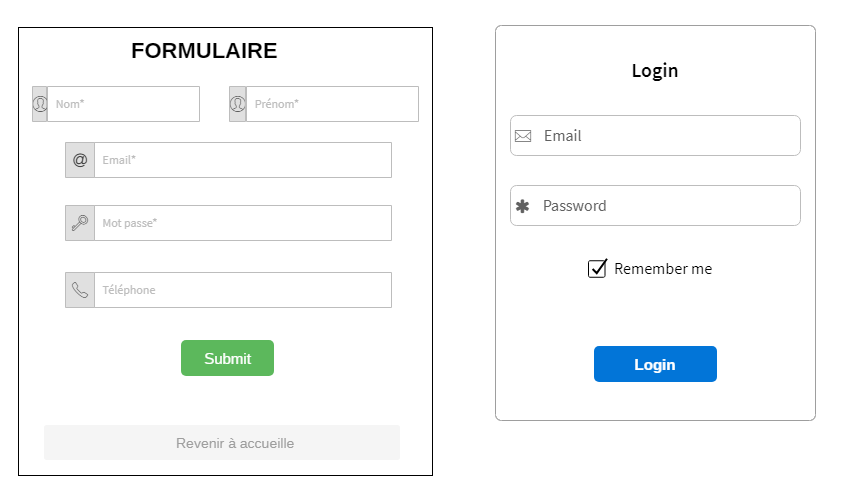 FORMULAIRE
Nom* Prénom*
@ Email*
Mot passe*
Téléphone
Submit
Revenir à accueille
Login
Email
Password
Remember me
Login